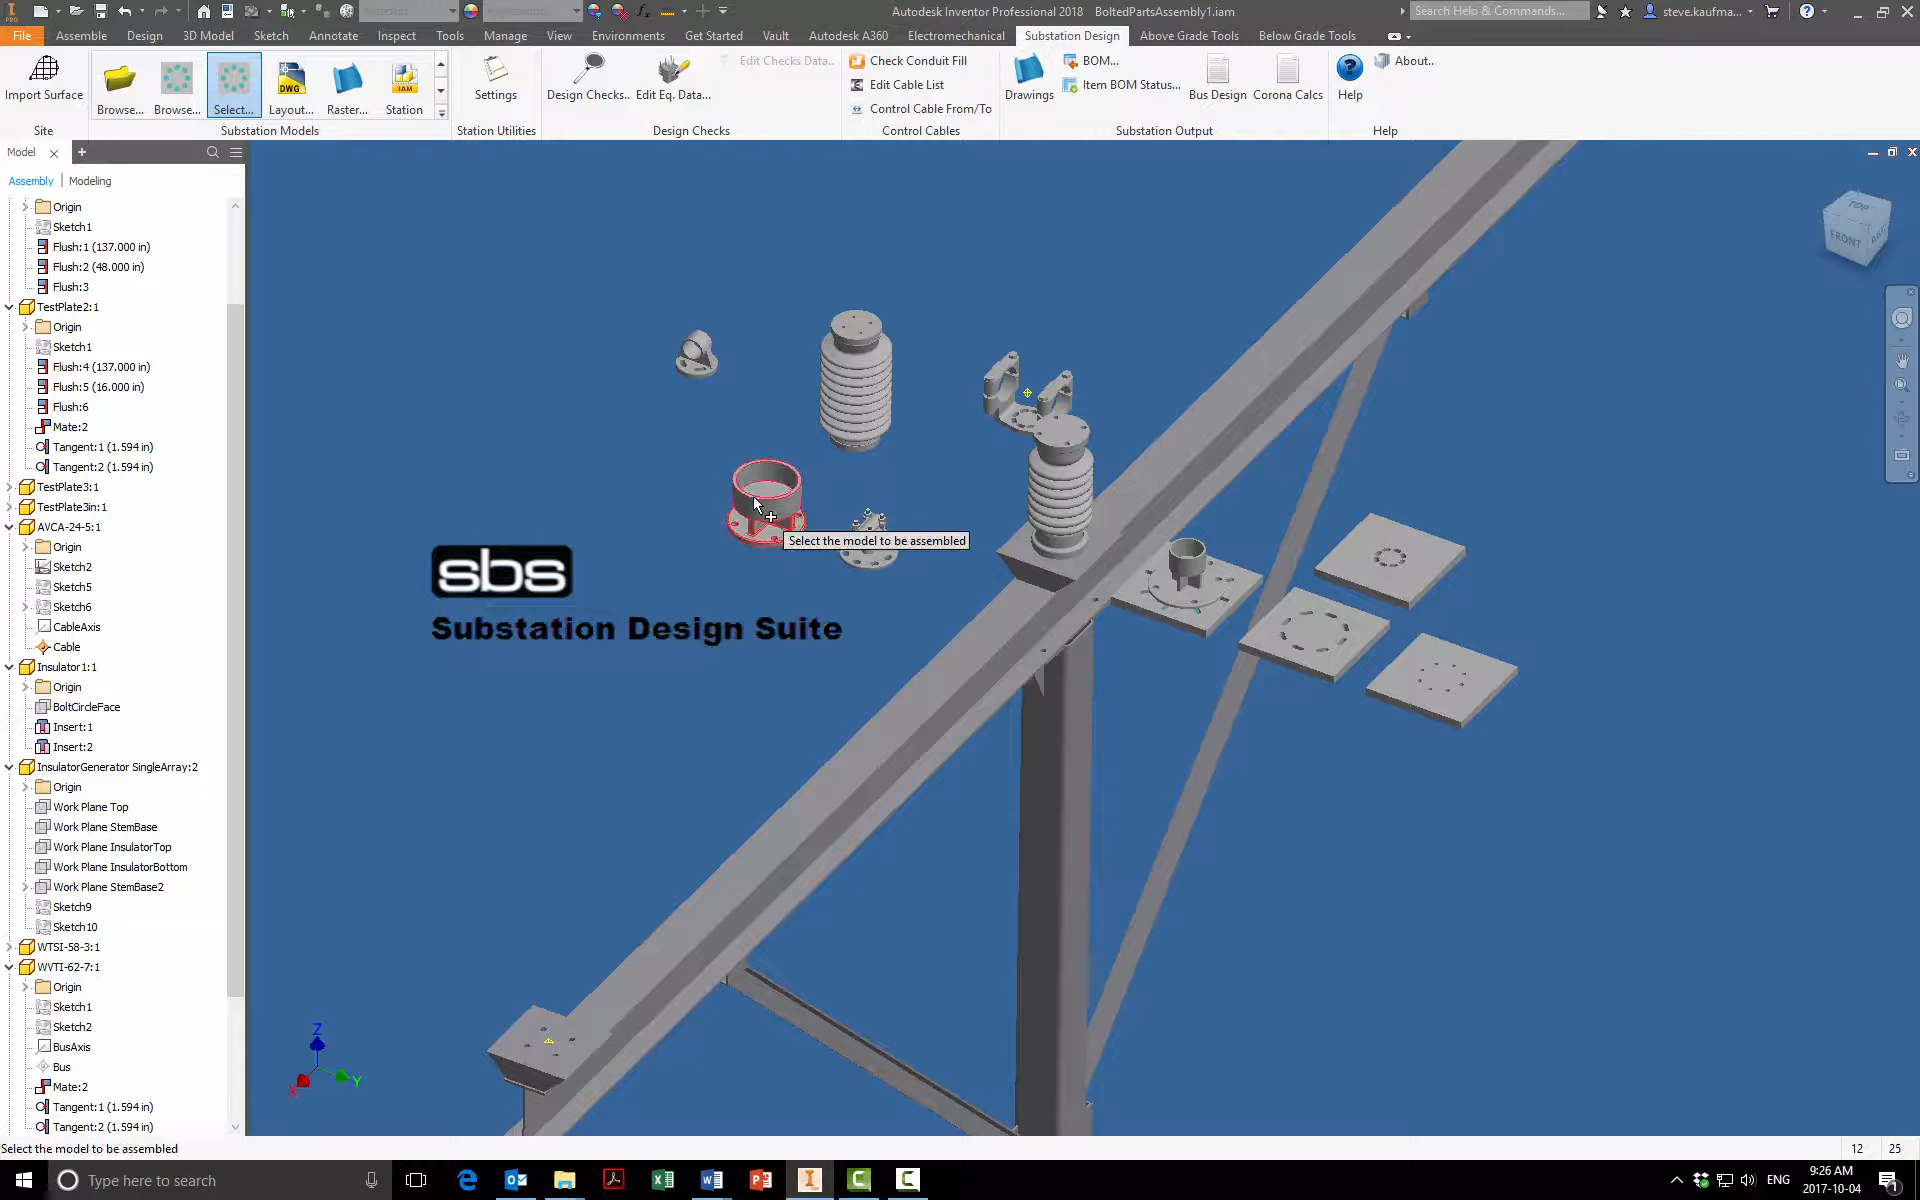 Autodesk Inventor Professional 2018 BoltedPartsAssembly1.iam
Search Help & Commands...
steve.kaufma...
File Assemble Design 3D Model Sketch Annotate Inspect Tools Manage View Environments Get Started Vault Autodesk A360 Electromechanical Substation Design Above Grade Tools Below Grade Tools
Import Surface
Browse...
Browse...
Select...
Layout...
Raster...
Station
Settings
Design Checks..
Edit Eq. Data...
Edit Checks Data..
Check Conduit Fill
Edit Cable List
Control Cable From/To
Drawings
BOM...
Item BOM Status...
Bus Design
Corona Calcs
Help
About..
Site
Substation Models
Station Utilities
Design Checks
Control Cables
Substation Output
Help
Model
Assembly | Modeling
Origin
Sketch1
Flush:1 (137.000 in)
Flush:2 (48.000 in)
Flush:3
TestPlate2:1
Origin
Sketch1
Flush:4 (137.000 in)
Flush:5 (16.000 in)
Flush:6
Mate:2
Tangent:1 (1.594 in)
Tangent:2 (1.594 in)
TestPlate3:1
TestPlate3in:1
AVCA-24-5:1
Origin
Sketch2
Sketch5
Sketch6
CableAxis
Cable
Insulator1:1
Origin
BoltCircleFace
Insert:1
Insert:2
InsulatorGenerator SingleArray:2
Origin
Work Plane Top
Work Plane StemBase
Work Plane InsulatorTop
Work Plane InsulatorBottom
Work Plane StemBase2
Sketch9
Sketch10
WTSI-58-3:1
WVTI-62-7:1
Origin
Sketch1
Sketch2
BusAxis
Bus
Mate:2
Tangent:1 (1.594 in)
Tangent:2 (1.594 in)
TOP
FRONT
Select the model to be assembled
sbs
Substation Design Suite
Z
X
Y
Select the model to be assembled
12 25
Type here to search
ENG
9:26 AM
2017-10-04